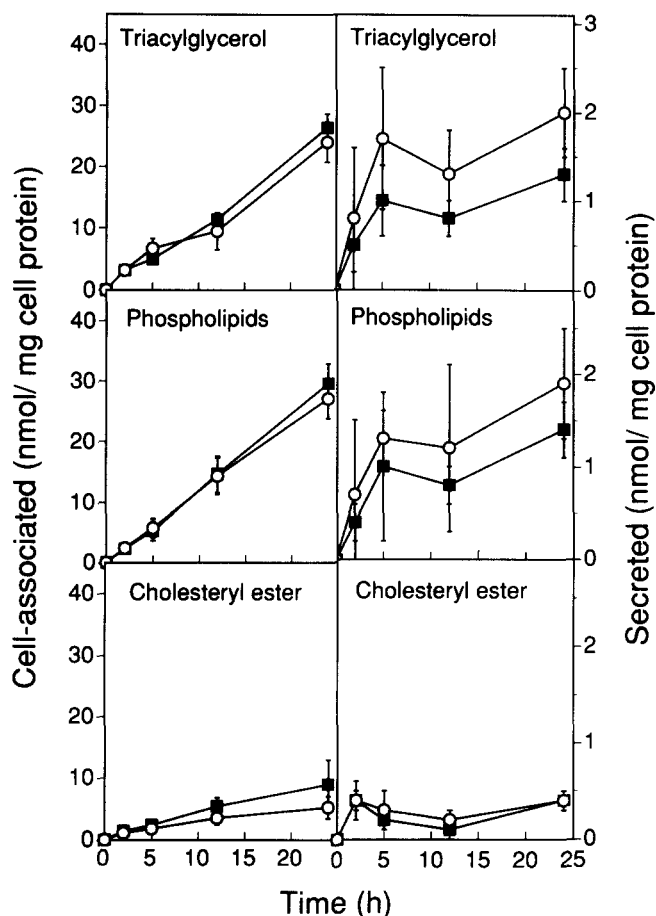 Cell-associated (nmol/ mg cell protein)
Triacylglycerol
40
30
20
10
0
Triacylglycerol
3
2
1
0
Phospholipids
40
30
20
10
0
Phospholipids
2
1
0
Cholesteryl ester
40
30
20
10
0
Cholesteryl ester
2
1
0
0 5 10 15 20
0 5 10 15 20 25
Time (h)
Secreted (nmol/ mg cell protein)